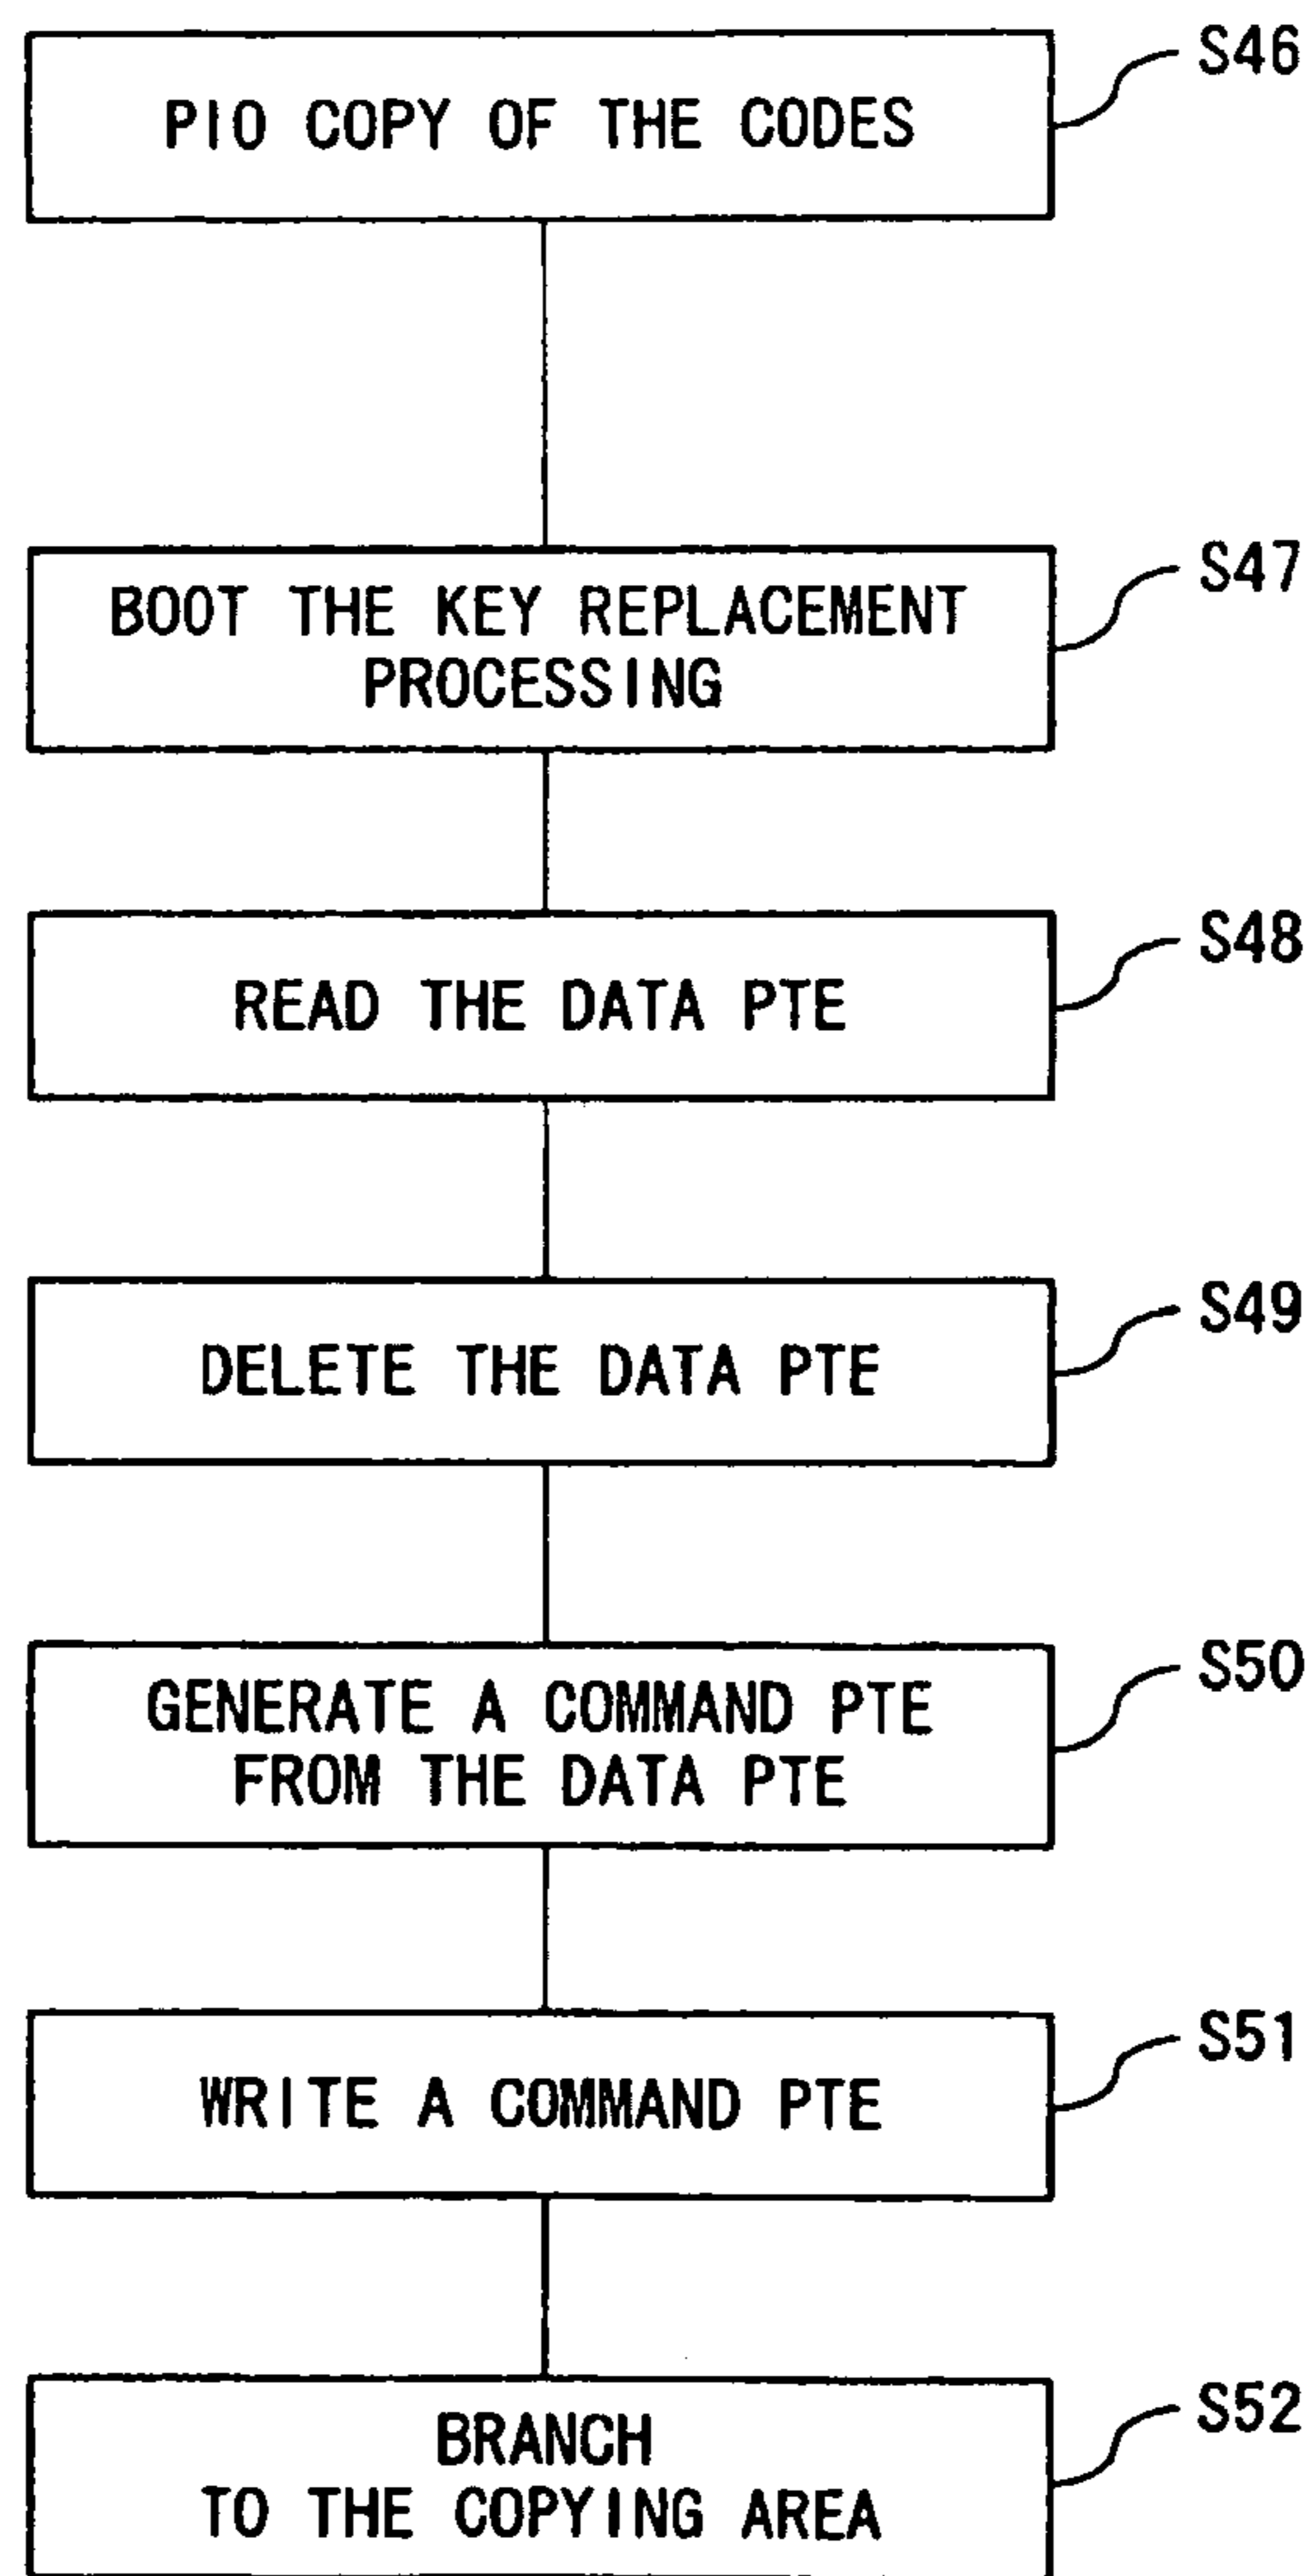 PIO COPY OF THE CODES
S46
BOOT THE KEY REPLACEMENT
PROCESSING
S47
READ THE DATA PTE
S48
DELETE THE DATA PTE
S49
GENERATE A COMMAND PTE
FROM THE DATA PTE
S50
WRITE A COMMAND PTE
S51
BRANCH
TO THE COPYING AREA
S52